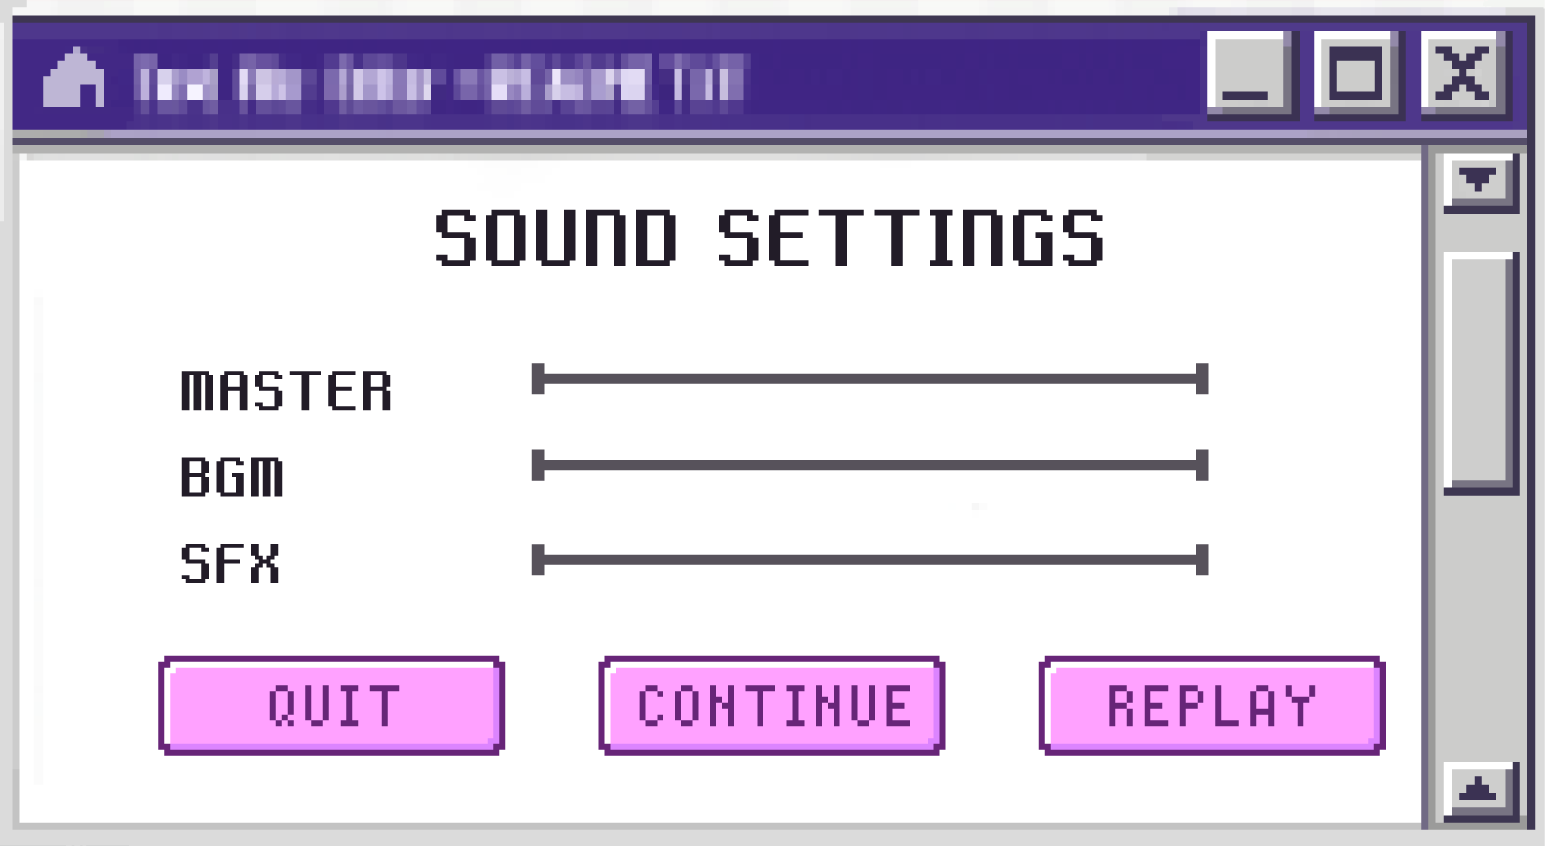 SOUND SETTINGS
MASTER
BGM
SFX
QUIT CONTINUE REPLAY